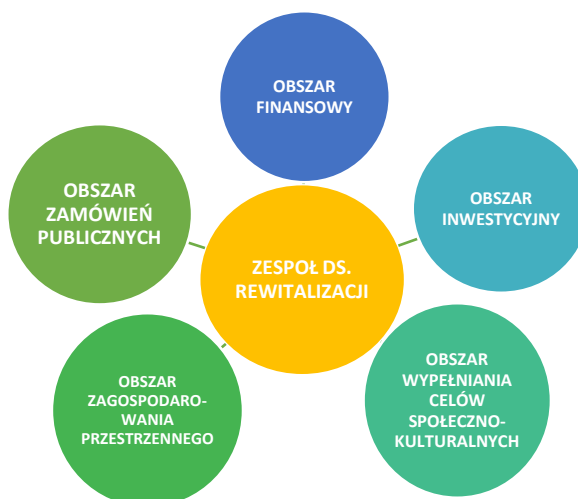 OBSZAR
FINANSOWY
OBSZAR
ZAMÓWIEŃ
PUBLICZNYCH
OBSZAR
INWESTYCYJNY
ZESPOŁ DS.
REWITALIZACJI
OBSZAR
ZAGOSPODARO-
WANIA
PRZESTRZENNEGO
OBSZAR
WYPEŁNIANIA
CELÓW
SPOŁECZNO-
KULTURALNYCH